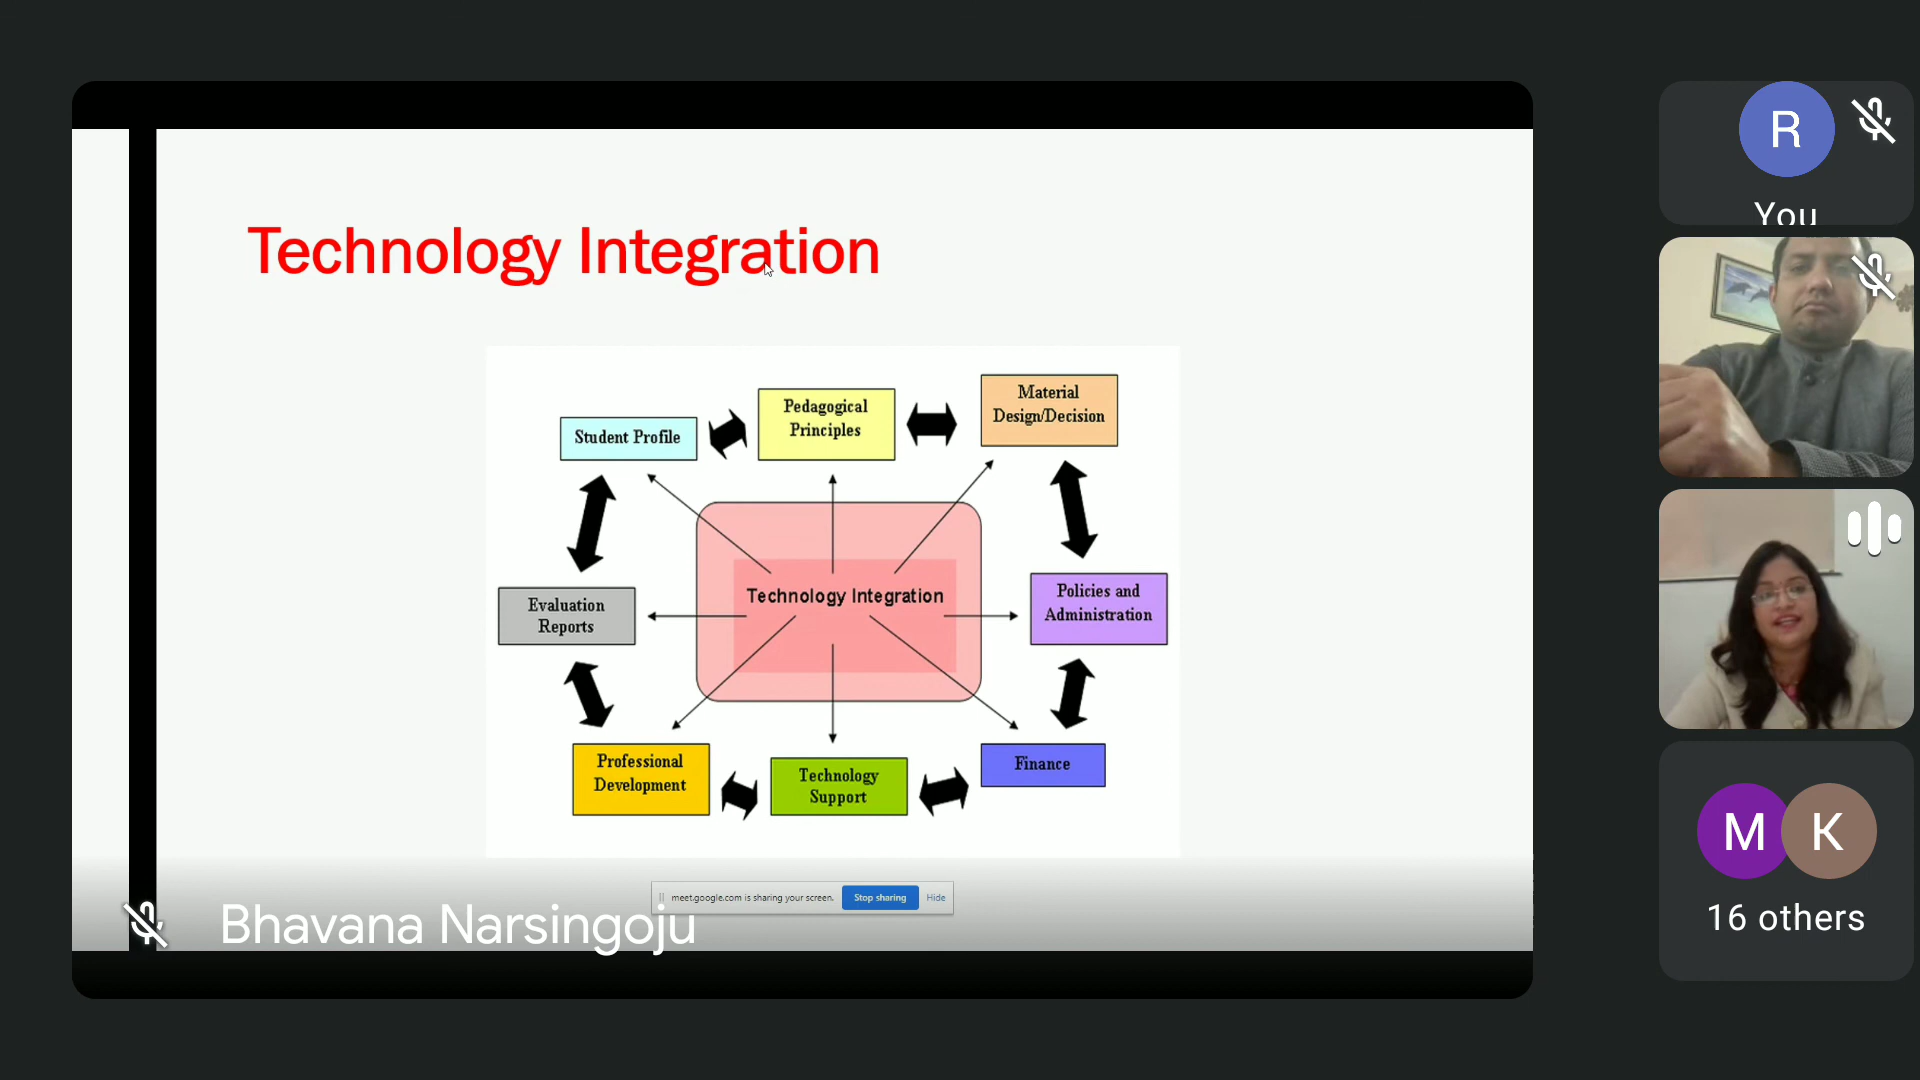 Technology Integration
Material
Design/Decision
Pedagogical
Principles
Student Profile
Technology Integration
Evaluation
Reports
Policies and
Administration
Professional
Development
Technology
Support
Finance
meet.google.com is sharing your screen.
Stop sharing
Hide
Bhavana Narsingoju
R
You
M
K
16 others